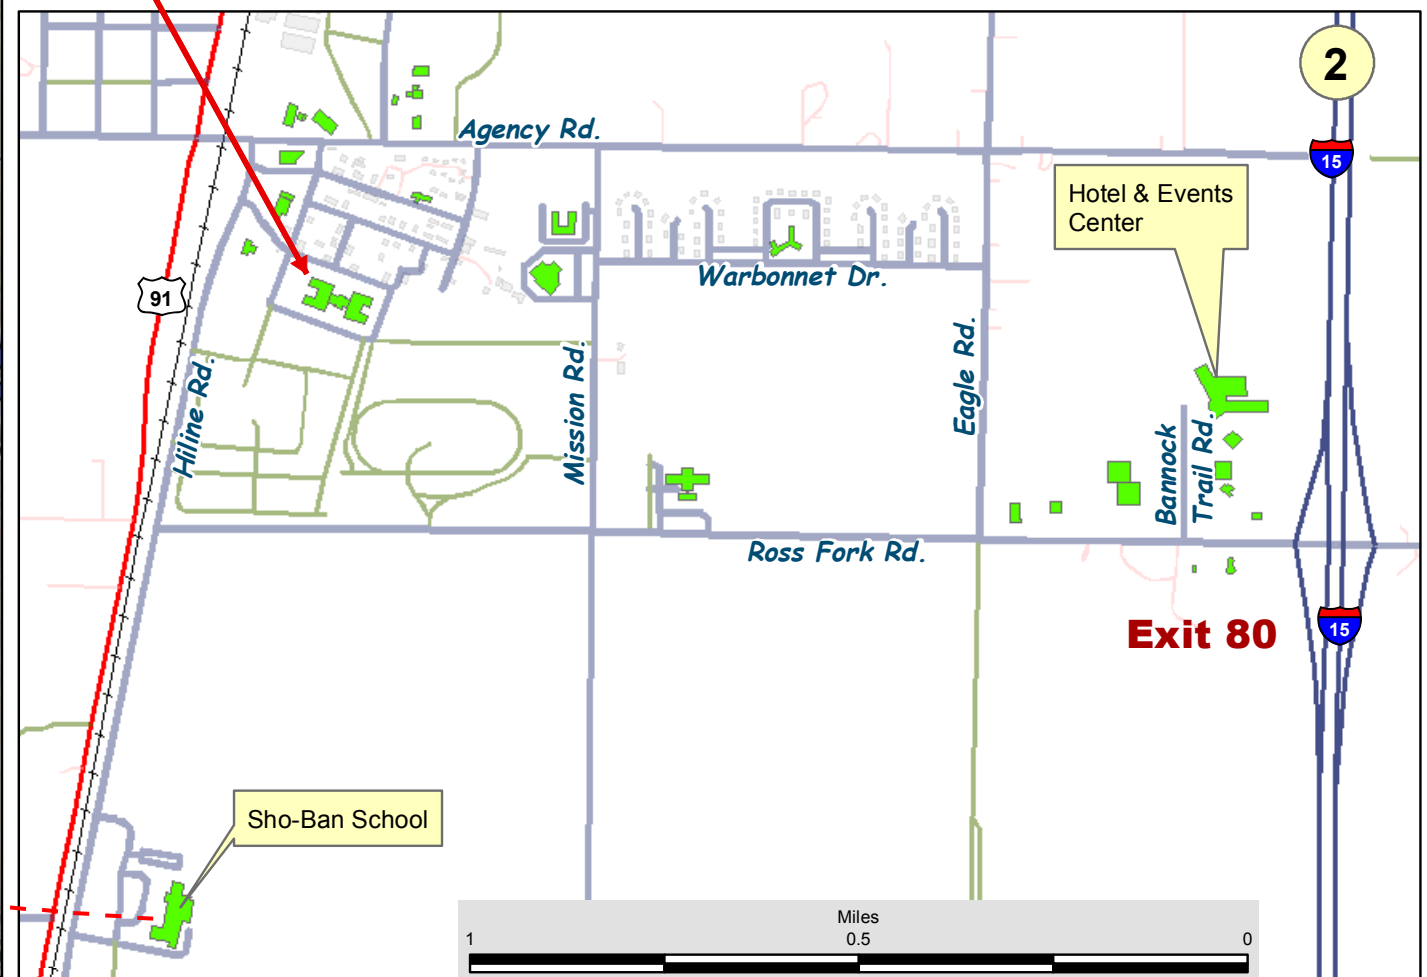 2
Agency Rd.
15
Hotel & Events
Center
Warbonnet Dr.
91
Hiline Rd.
Mission Rd.
Eagle Rd.
Bannock
Trail Rd.
Ross Fork Rd.
Exit 80
15
Sho-Ban School
Miles
1 0.5 0